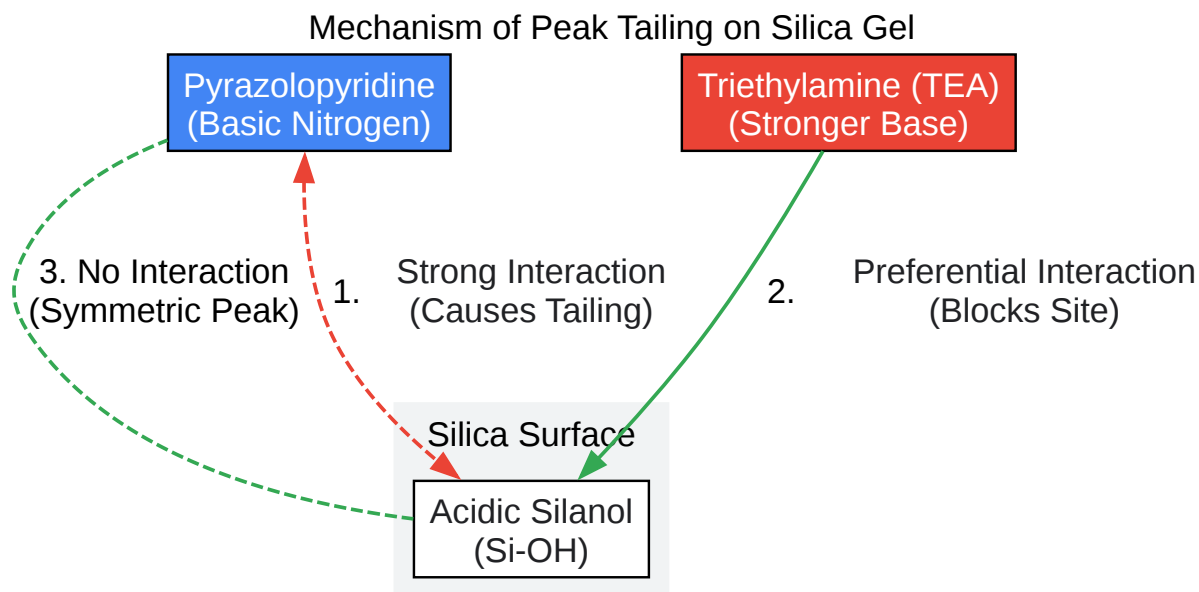 Mechanism of Peak Tailing on Silica Gel
Pyrazolopyridine
(Basic Nitrogen)
Triethylamine (TEA)
(Stronger Base)
3. No Interaction
(Symmetric Peak)
1.
Strong Interaction
(Causes Tailing)
2.
Preferential Interaction
(Blocks Site)
Silica Surface
Acidic Silanol
(Si-OH)